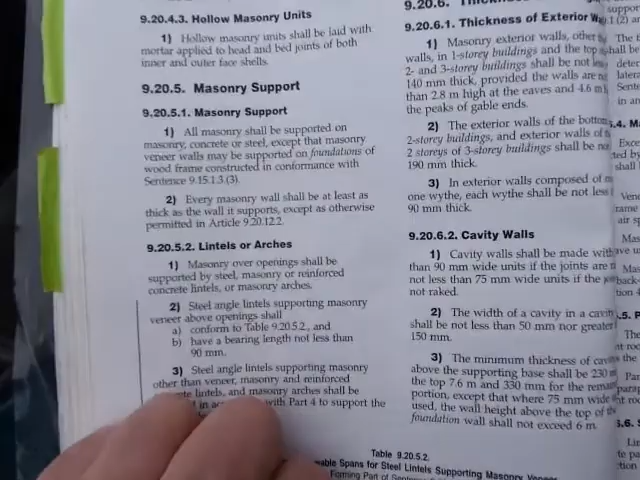 9.20.4.3. Hollow Masonry Units
1) Hollow masonry units shall be laid with
mortar applied to head and bed joints of both
inner and outer face shells.
9.20.5. Masonry Support
9.20.5.1. Masonry Support
1) All masonry shall be supported on
masonry, concrete or steel, except that masonry
veneer walls may be supported on foundations of
wood frame constructed in conformance with
Sentence 9.15.1.3.(3).
2) Every masonry wall shall be at least as
thick as the wall it supports, except as otherwise
permitted in Article 9.20.12.2.
9.20.5.2. Lintels or Arches
1) Masonry over openings shall be
supported by steel, masonry or reinforced
concrete lintels, or masonry arches.
2) Steel angle lintels supporting masonry
veneer above openings shall
a) conform to Table 9.20.5.2., and
b) have a bearing length not less than
90 mm.
3) Steel angle lintels supporting masonry
other than veneer, masonry and reinforced
lintels, and masonry arches shall be
in with Part 4 to support the
9.20.6.
9.20.6.1. Thickness of Exterior
1) Masonry exterior walls, other
walls, in 1-storey buildings and the top
2- and 3-storey buildings shall be not
140 mm thick, provided the walls are
than 2.8 m high at the eaves and 4.6 m
the peaks of gable ends.
2) The exterior walls of the bottom
2-storey buildings, and exterior walls of
2 storeys of 3-storey buildings shall be
190 mm thick.
3) In exterior walls composed of
one wythe, each wythe shall be not less
90 mm thick.
9.20.6.2. Cavity Walls
1) Cavity walls shall be made with
than 90 mm wide units if the joints are
not less than 75 mm wide units if the
not raked.
2) The width of a cavity in a
shall be not less than 50 mm nor greater
150 mm.
3) The minimum thickness of
above the supporting base shall be 230
the top 7.6 m and 330 mm for the
portion, except that where 75 mm wide
used, the wall height above the top of
foundation wall shall not exceed 6 m.
Table 9.20.5.2.
Spans for Steel Lintels Supporting Masonry
Forming Part of